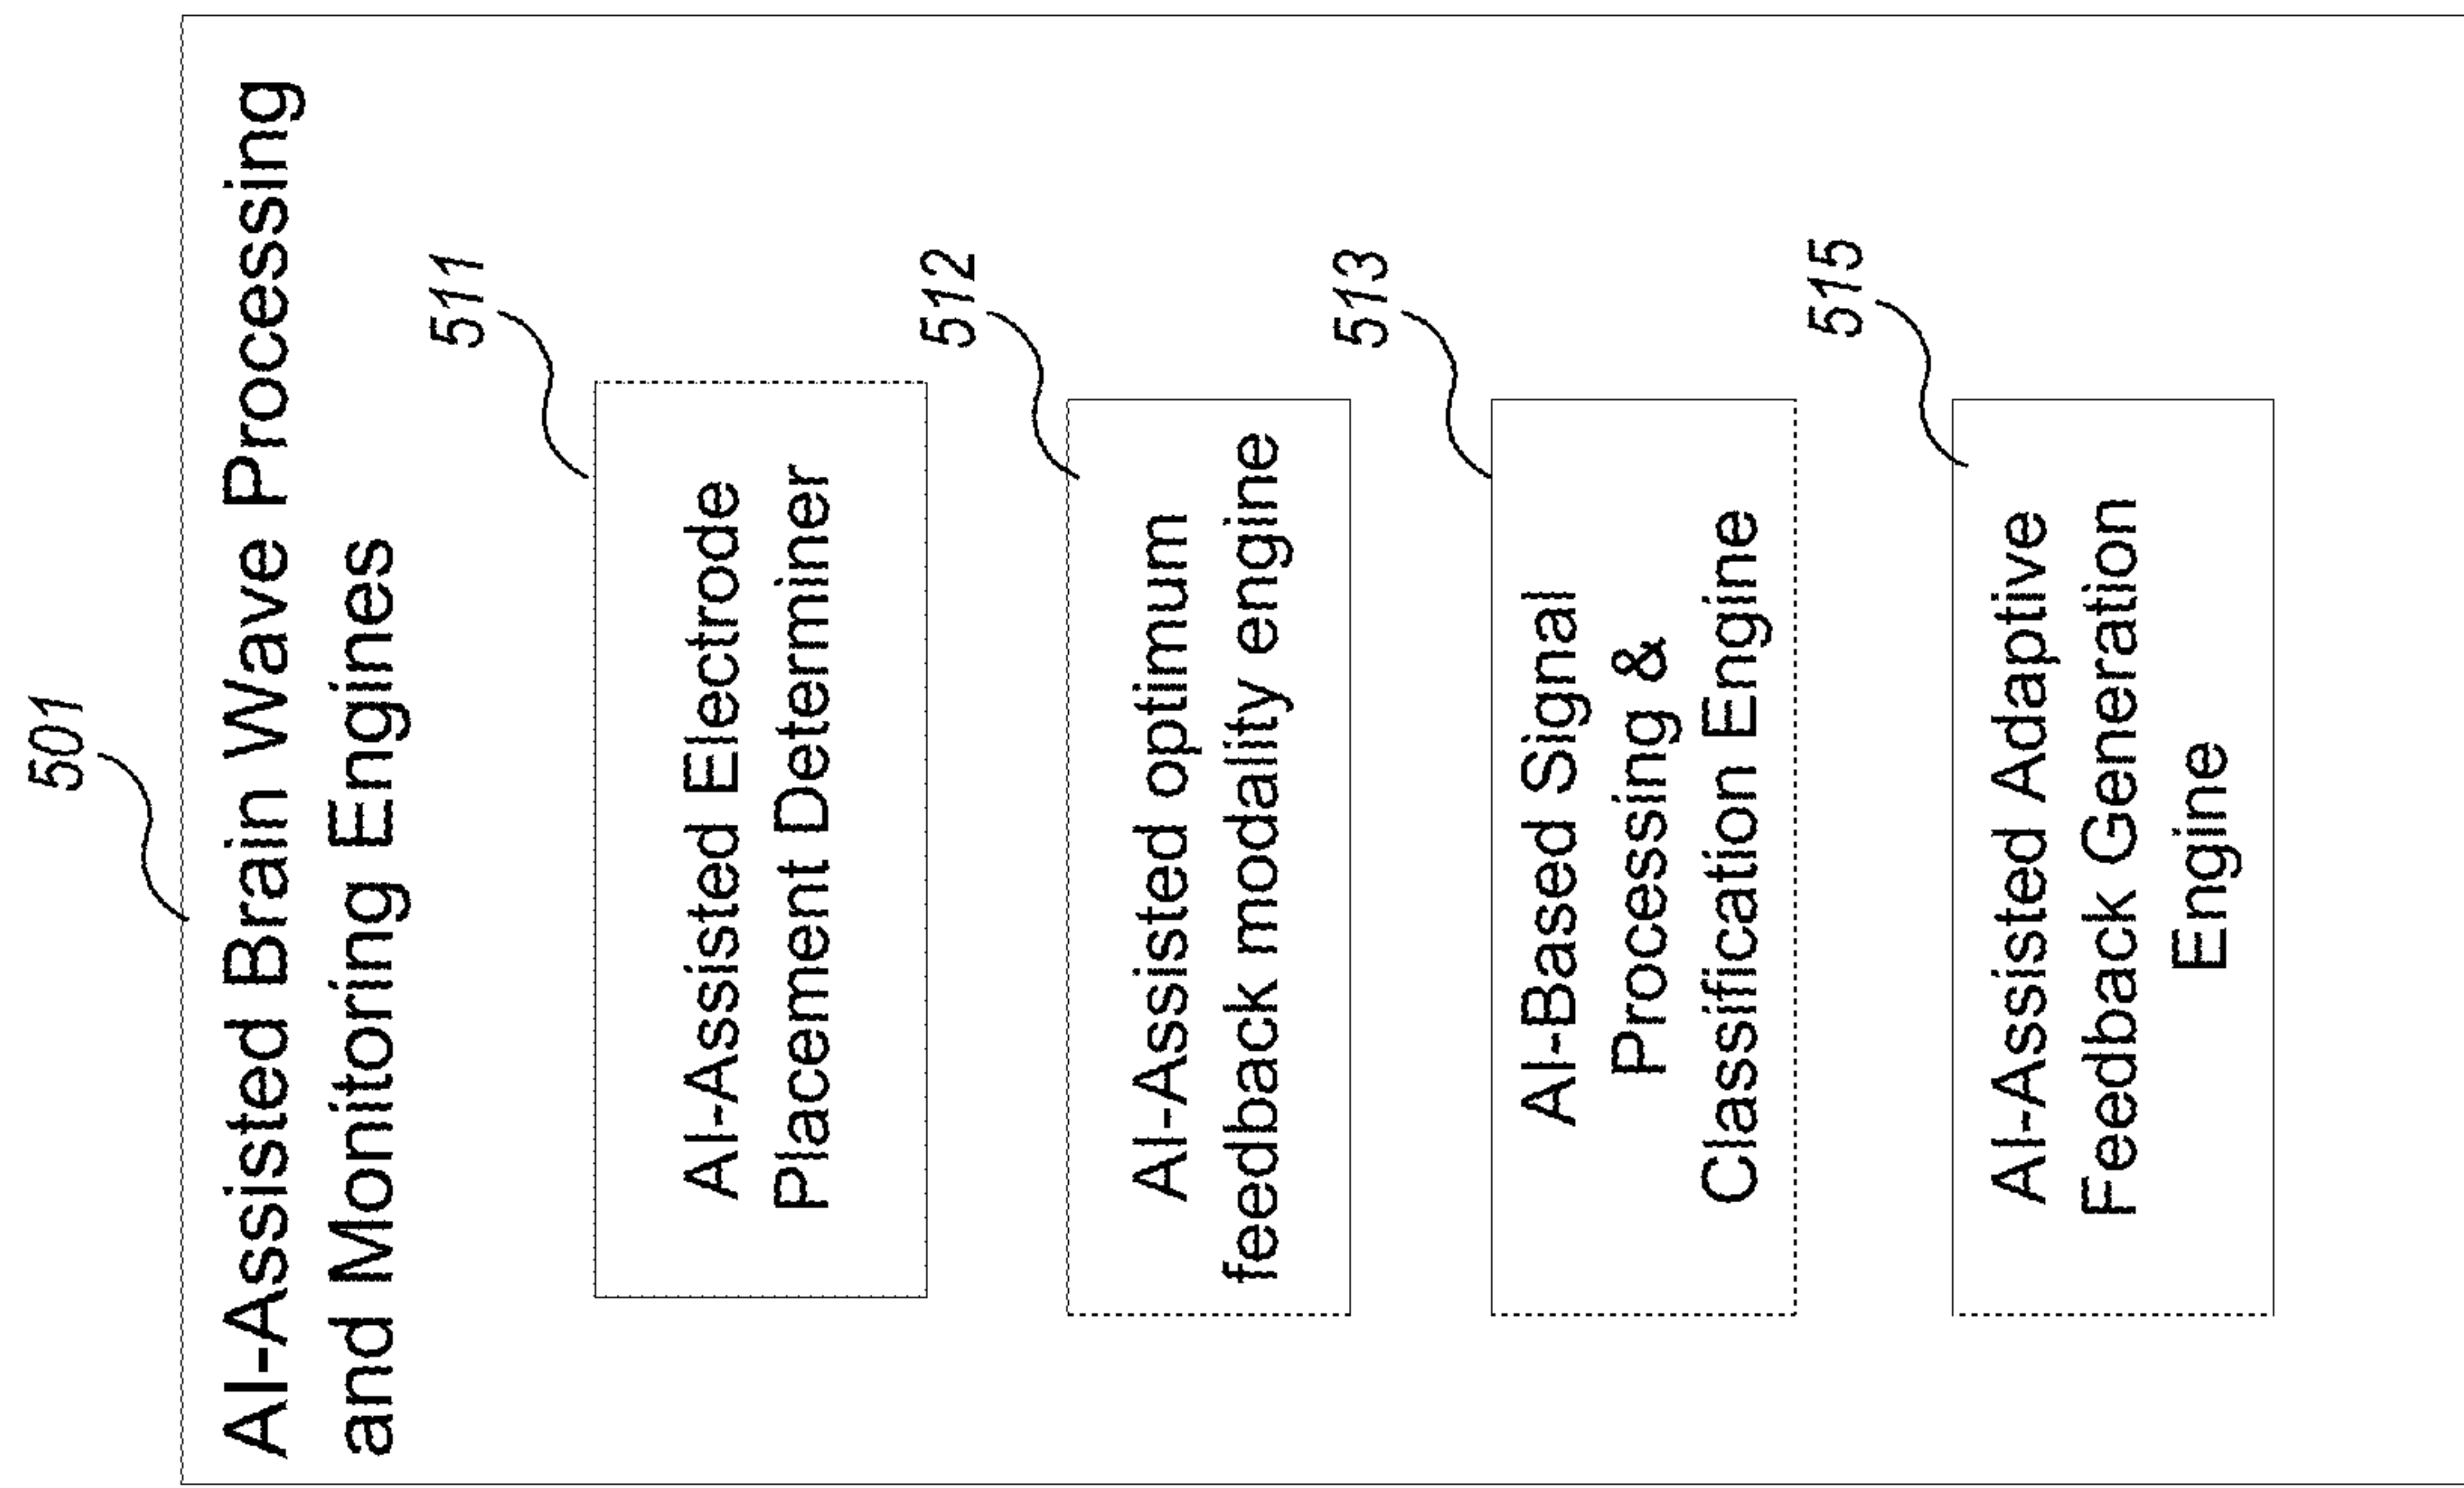 501
AI-Assisted Brain Wave Processing
and Monitoring Engines
511
AI-Assisted Electrode
Placement Determiner
512
AI-Assisted optimum
feedback modality engine
513
AI-Based Signal
Processing &
Classification Engine
515
AI-Assisted Adaptive
Feedback Generation
Engine